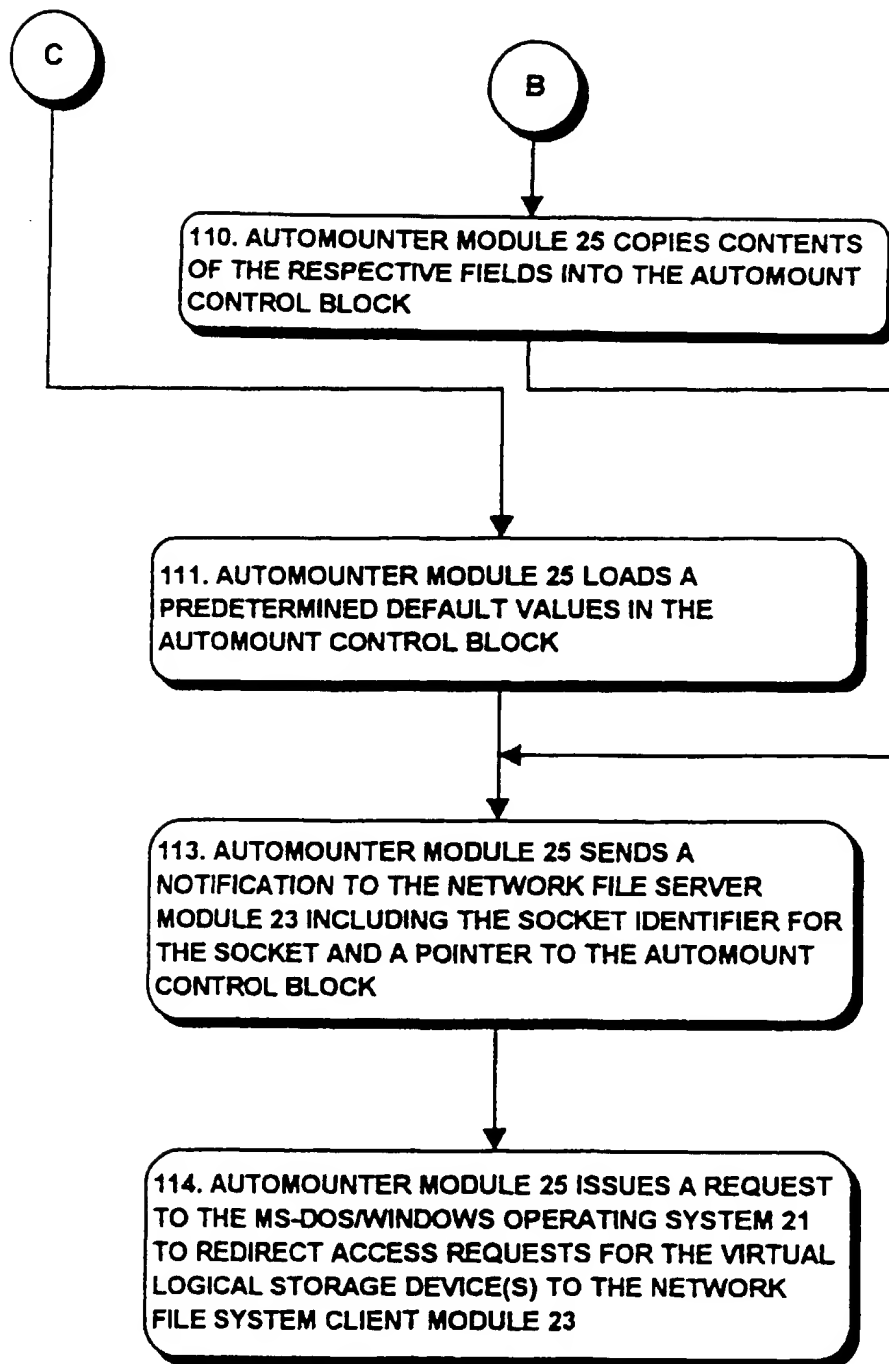 C
B
110. AUTOMOUNTER MODULE 25 COPIES CONTENTS
OF THE RESPECTIVE FIELDS INTO THE AUTOMOUNT
CONTROL BLOCK
111. AUTOMOUNTER MODULE 25 LOADS A
PREDETERMINED DEFAULT VALUES IN THE
AUTOMOUNT CONTROL BLOCK
113. AUTOMOUNTER MODULE 25 SENDS A
NOTIFICATION TO THE NETWORK FILE SERVER
MODULE 23 INCLUDING THE SOCKET IDENTIFIER FOR
THE SOCKET AND A POINTER TO THE AUTOMOUNT
CONTROL BLOCK
114. AUTOMOUNTER MODULE 25 ISSUES A REQUEST
TO THE MS-DOS/WINDOWS OPERATING SYSTEM 21
TO REDIRECT ACCESS REQUESTS FOR THE VIRTUAL
LOGICAL STORAGE DEVICE(S) TO THE NETWORK
FILE SYSTEM CLIENT MODULE 23